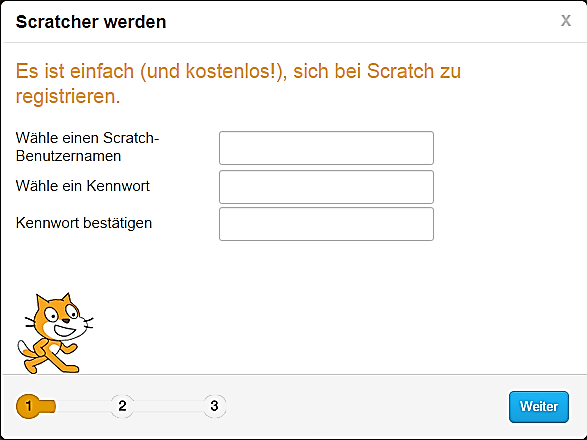 Scratcher werden
X
Es ist einfach (und kostenlos!), sich bei Scratch zu
registrieren.
Wähle einen Scratch-
Benutzernamen
Wähle ein Kennwort
Kennwort bestätigen
1 2 3
Weiter